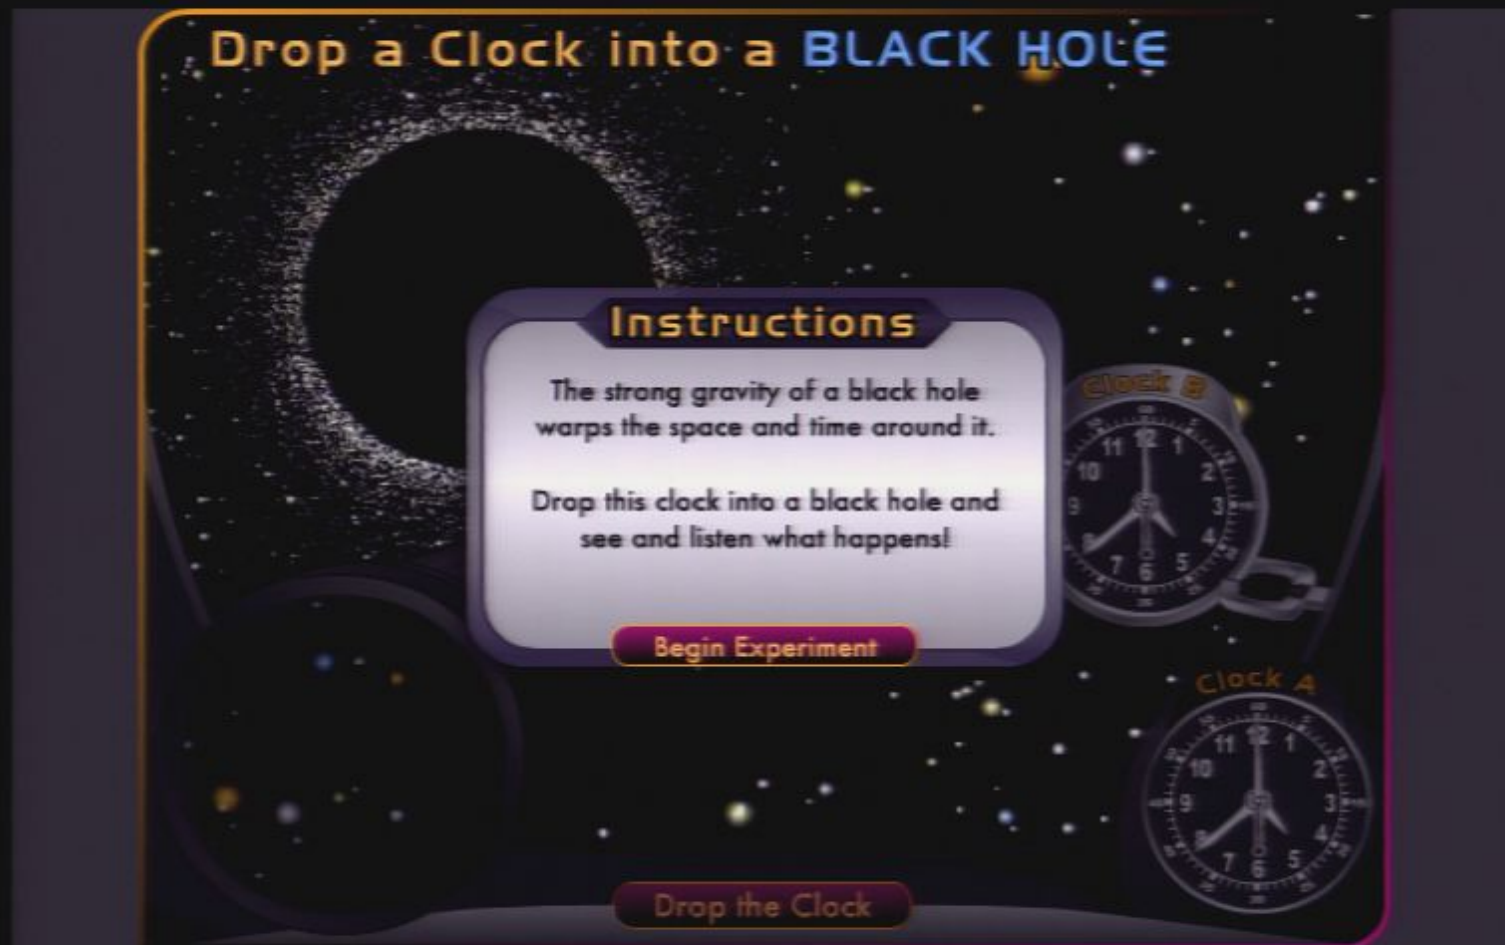 Drop a Clock into a BLACK HOLE
Instructions
The strong gravity of a black hole
warps the space and time around it.
Drop this clock into a black hole and
see and listen what happens!
Begin Experiment
Clock B
12
1
2
3
4
5
6
7
8
9
10
11
Clock A
12
1
2
3
4
5
6
7
8
9
10
11
Drop the Clock